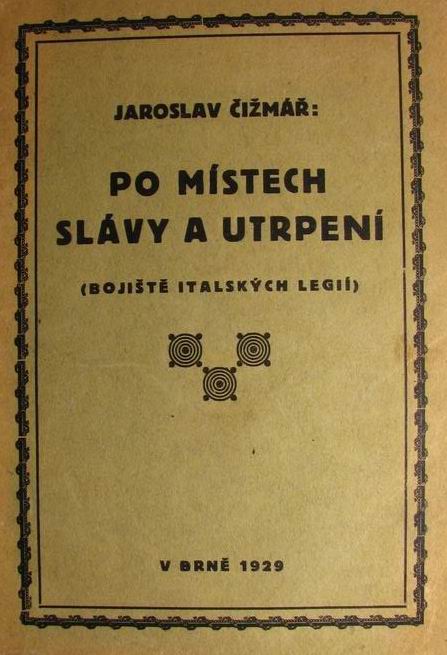 JAROSLAV ČIŽMÁŘ:
PO MÍSTECH
SLÁVY A UTRPENÍ
(BOJIŠTĚ ITALSKÝCH LEGIÍ)
V BRNĚ 1929